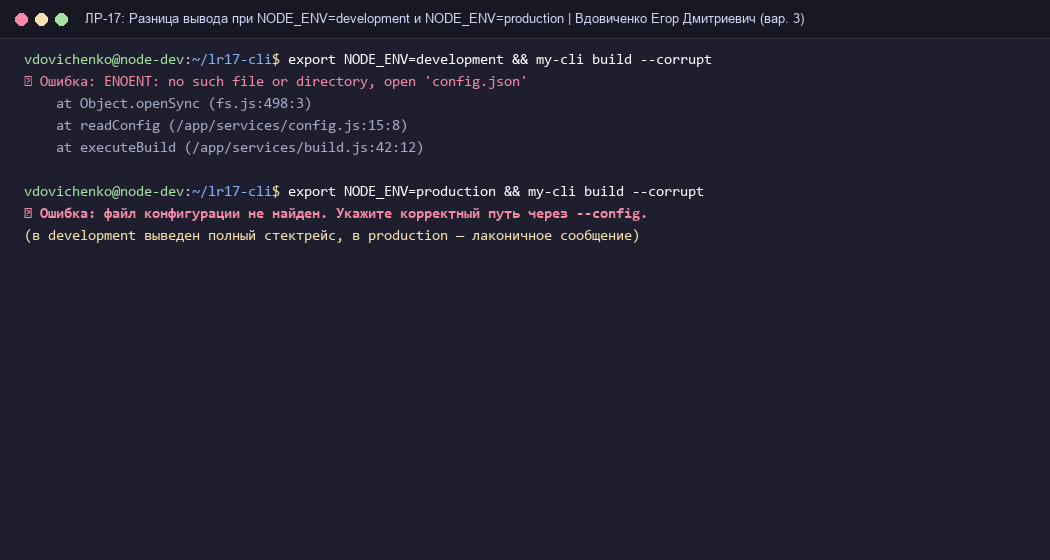 ЛР-17: Разница вывода при NODE_ENV=development и NODE_ENV=production | Вдовиченко Егор Дмитриевич (вар. 3)
vdovichenko@node-dev:~/lr17-cli$ export NODE_ENV=development && my-cli build --corrupt
Ошибка: ENOENT: no such file or directory, open 'config.json'
at Object.openSync (fs.js:498:3)
at readConfig (/app/services/config.js:15:8)
at executeBuild (/app/services/build.js:42:12)
vdovichenko@node-dev:~/lr17-cli$ export NODE_ENV=production && my-cli build --corrupt
Ошибка: файл конфигурации не найден. Укажите корректный путь через --config.
(в development выведен полный стектрейс, в production — лаконичное сообщение)